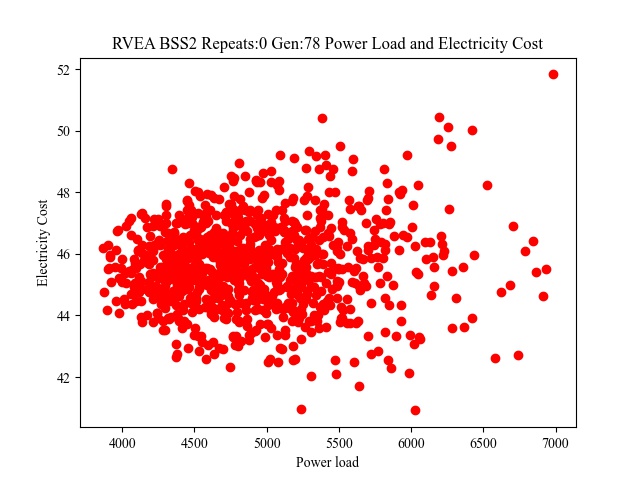 RVEA BSS2 Repeats:0 Gen:78 Power Load and Electricity Cost
52
50
48
46
44
42
Electricity Cost
4000 4500 5000 5500 6000 6500 7000
Power load